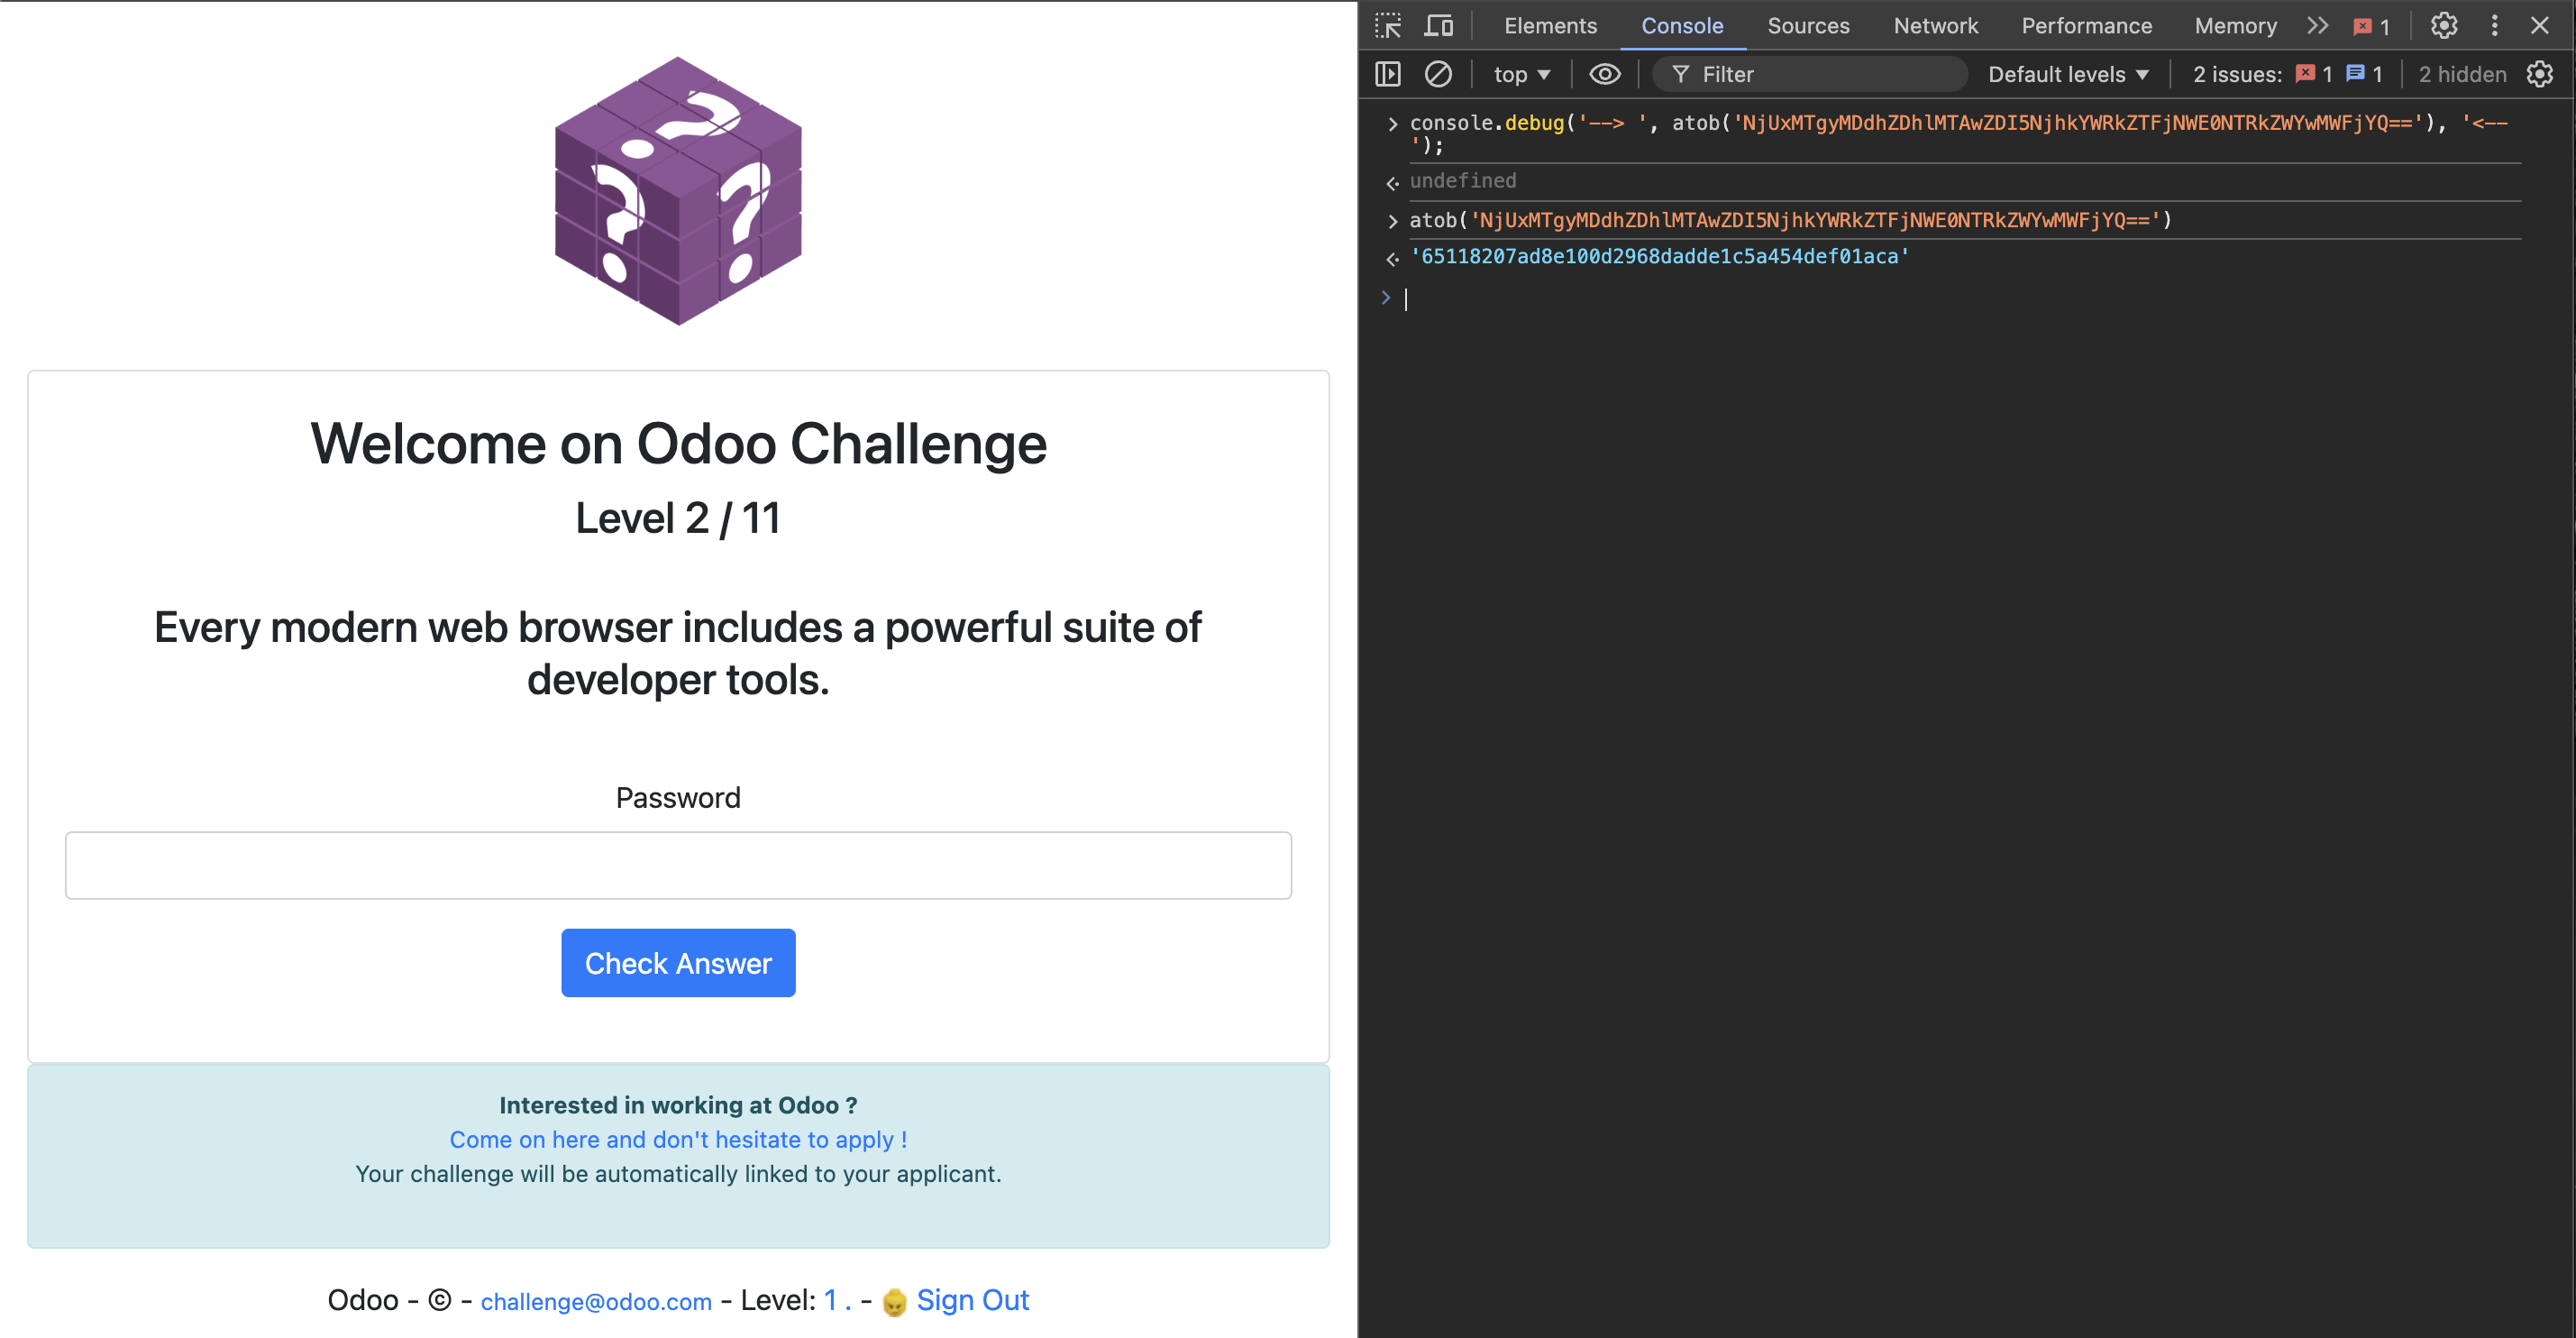 Welcome on Odoo Challenge
Level 2 / 11
Every modern web browser includes a powerful suite of
developer tools.
Password
Check Answer
Interested in working at Odoo ?
Come on here and don't hesitate to apply !
Your challenge will be automatically linked to your applicant.
Odoo - © - challenge@odoo.com - Level: 1 . - Sign Out
Elements Console Sources Network Performance Memory 1
top Filter Default levels 2 issues: 1 1 2 hidden
console.debug('--> ', atob('NjUxMTgyMDdhZDhlMTAwZDI5NjhkYWRkZTFjNWE0NTRkZWYwMWFjYQ=='), '<--
');
undefined
atob('NjUxMTgyMDdhZDhlMTAwZDI5NjhkYWRkZTFjNWE0NTRkZWYwMWFjYQ==')
'65118207ad8e100d2968dadde1c5a454def01aca'